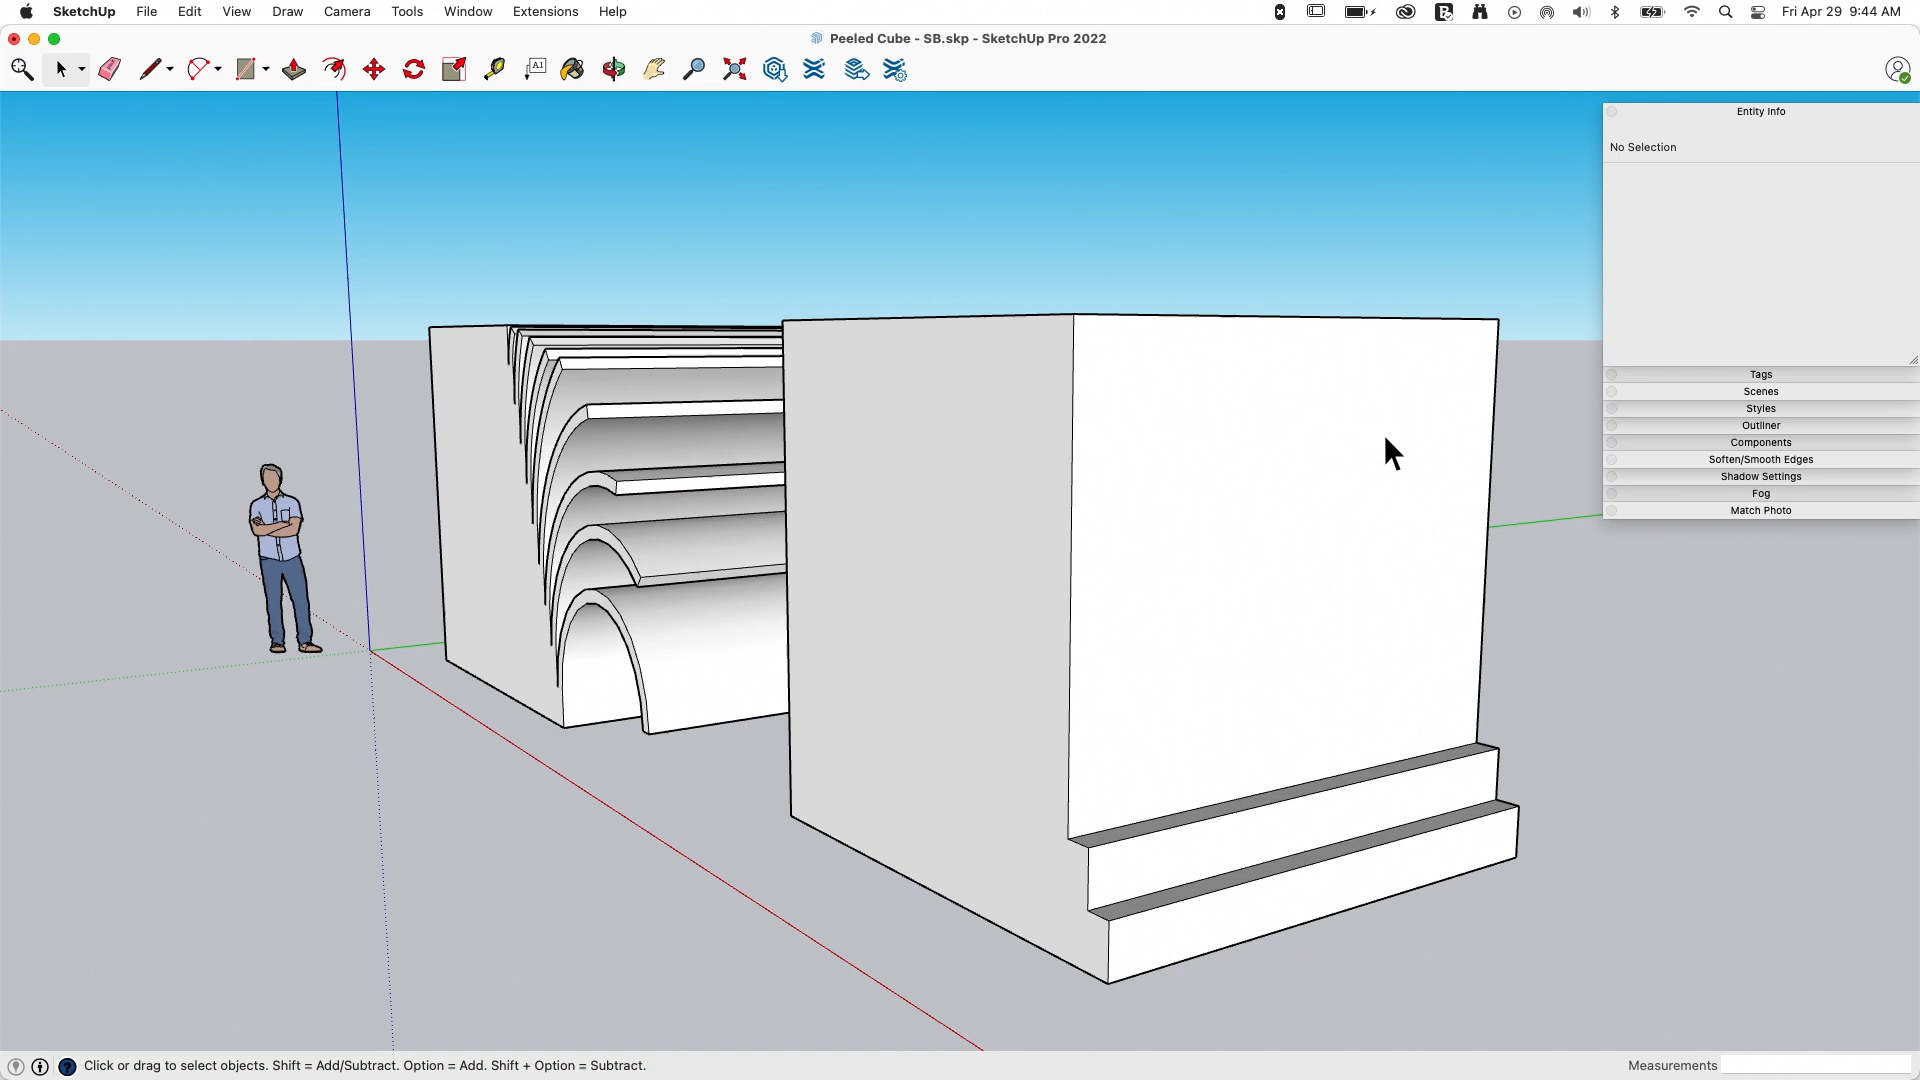 SketchUp File Edit View Draw Camera Tools Window Extensions Help Fri Apr 29 9:44 AM
Peeled Cube - SB.skp - SketchUp Pro 2022
A1
Entity Info
No Selection
Tags
Scenes
Styles
Outliner
Components
Soften/Smooth Edges
Shadow Settings
Fog
Match Photo
Click or drag to select objects. Shift = Add/Subtract. Option = Add. Shift + Option = Subtract.
Measurements